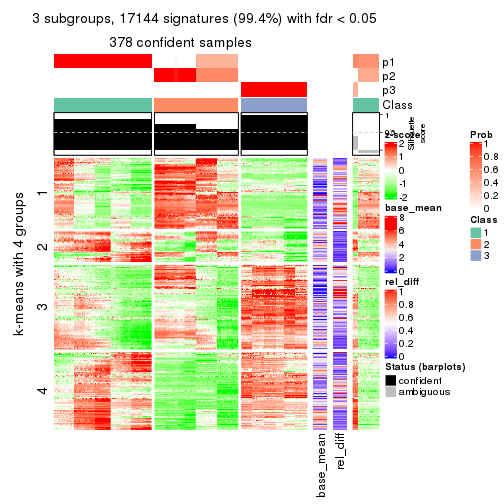 3 subgroups, 17144 signatures (99.4%) with fdr < 0.05
378 confident samples
p1
p2
p3
Class
1
0.5
0
Silhouette
score
k-means with 4 groups
1
2
3
4
base_mean
rel_diff
z-score
2
1
0
-1
-2
base_mean
8
6
4
2
0
rel_diff
1
0.8
0.6
0.4
0.2
0
Status (barplots)
confident
ambiguous
Prob
1
0.8
0.6
0.4
0.2
0
Class
1
2
3